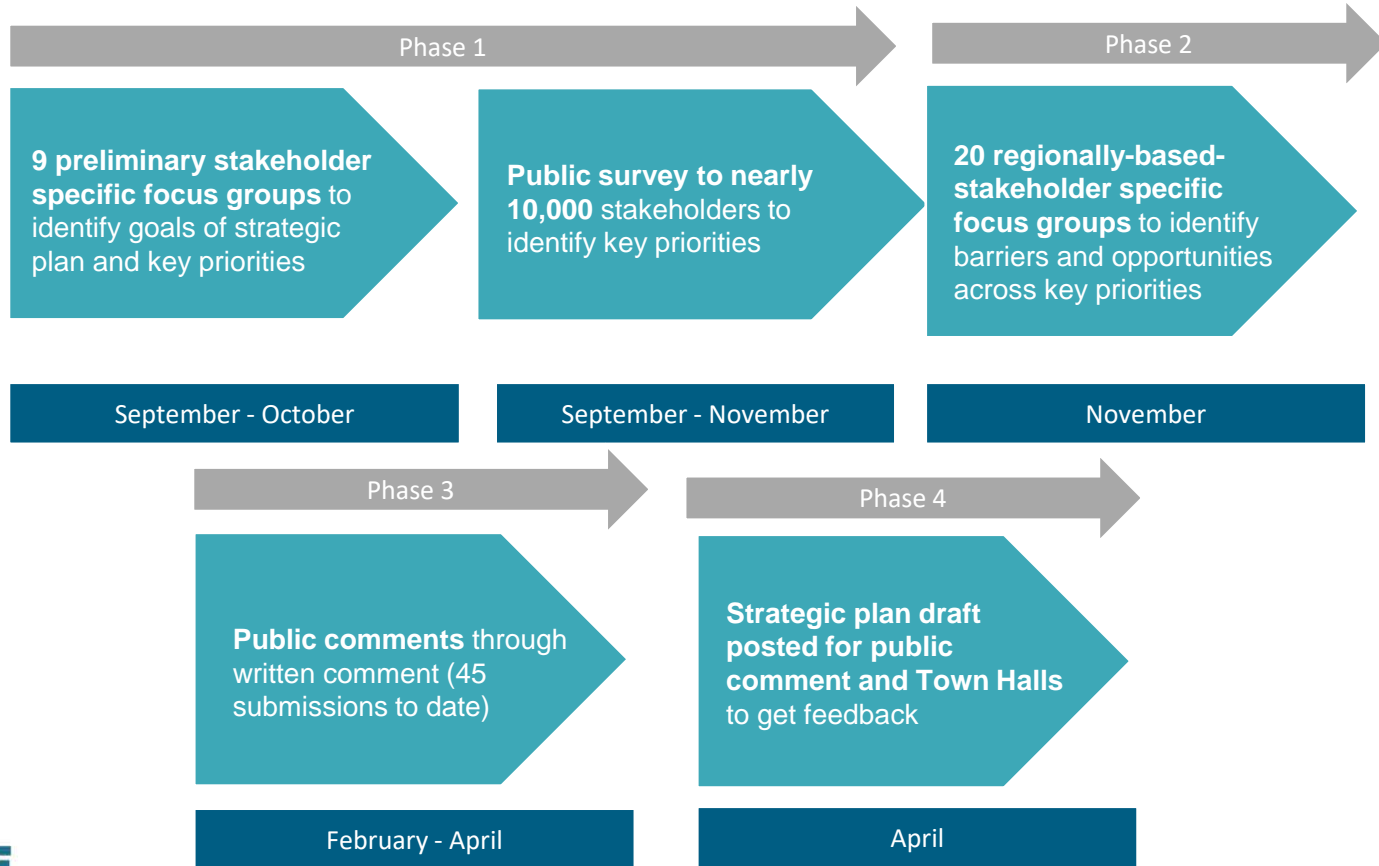 Phase 1
Phase 2
9 preliminary stakeholder
specific focus groups to
identify goals of strategic
plan and key priorities
Public survey to nearly
10,000 stakeholders to
identify key priorities
20 regionally-based-
stakeholder specific
focus groups to identify
barriers and opportunities
across key priorities
September - October
September - November
November
Phase 3
Phase 4
Public comments through
written comment (45
submissions to date)
Strategic plan draft
posted for public
comment and Town Halls
to get feedback
February - April
April